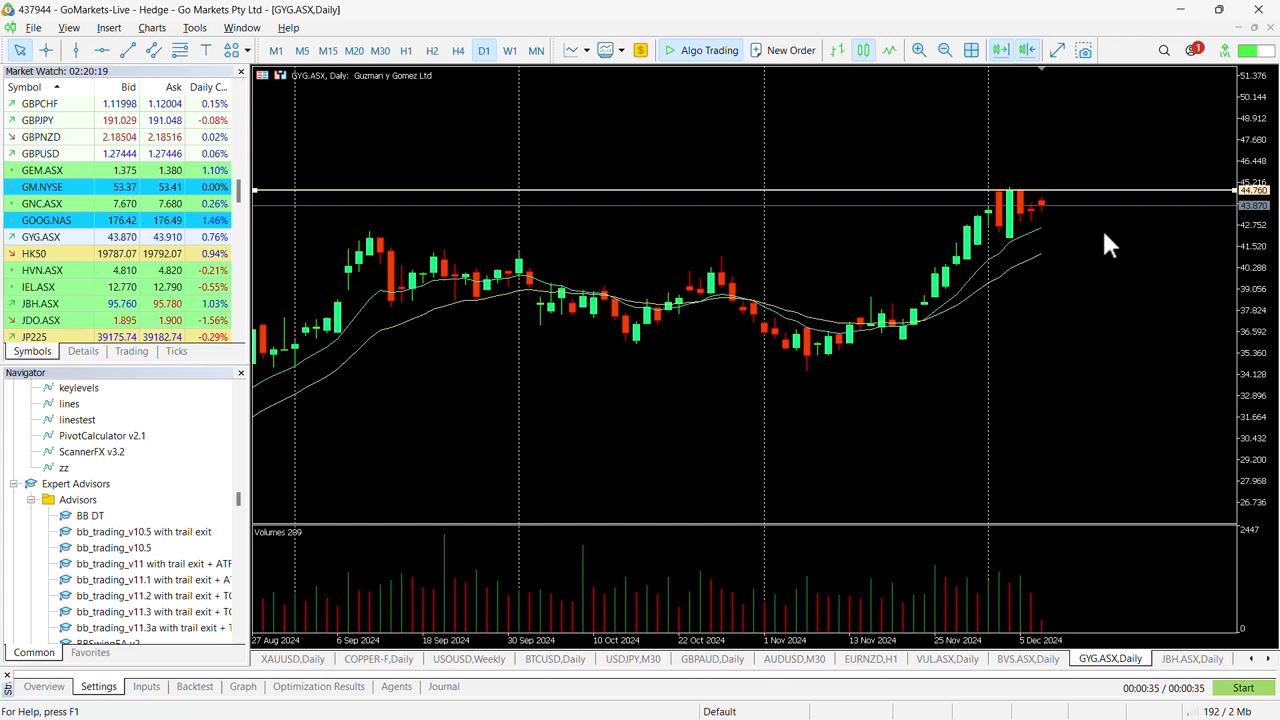 437944 - GoMarkets-Live - Hedge - Go Markets Pty Ltd - [GYG.ASX,Daily]
File View Insert Charts Tools Window Help
M1 M5 M15 M20 M30 H1 H2 H4 D1 W1 MN $ Algo Trading New Order 1 LVL
Market Watch: 02:20:19
Symbol Bid Ask Daily C...
GBPCHF 1.11998 1.12004 0.15%
GBPJPY 191.029 191.048 -0.08%
GBPNZD 2.18504 2.18516 0.02%
GBPUSD 1.27444 1.27446 0.06%
GEM.ASX 1.375 1.380 1.10%
GM.NYSE 53.37 53.41 0.00%
GNC.ASX 7.670 7.680 0.26%
GOOG.NAS 176.42 176.49 1.46%
GYG.ASX 43.870 43.910 0.76%
HK50 19787.07 19792.07 0.94%
HVN.ASX 4.810 4.820 -0.21%
IEL.ASX 12.770 12.790 -0.55%
JBH.ASX 95.760 95.780 1.03%
JDO.ASX 1.895 1.900 -1.56%
JP225 39175.74 39182.74 -0.29%
Symbols Details Trading Ticks
Navigator
keylevels
lines
linestest
PivotCalculator v2.1
ScannerFX v3.2
zz
Expert Advisors
Advisors
BB DT
bb_trading_v10.5 with trail exit
bb_trading_v10.5
bb_trading_v11 with trail exit + ATF
bb_trading_v11.1 with trail exit + A
bb_trading_v11.2 with trail exit + TC
bb_trading_v11.3 with trail exit + TC
bb_trading_v11.3a with trail exit + T
BBSwingEA v2
Common Favorites
GYG.ASX, Daily: Guzman y Gomez Ltd
51.376
50.144
48.912
47.680
46.448
45.216
44.760
43.870
42.752
41.520
40.288
39.056
37.824
36.592
35.360
34.128
32.896
31.664
30.432
29.200
27.968
26.736
Volumes 289
2447
0
27 Aug 2024 6 Sep 2024 18 Sep 2024 30 Sep 2024 10 Oct 2024 22 Oct 2024 1 Nov 2024 13 Nov 2024 25 Nov 2024 5 Dec 2024
XAUUSD,Daily COPPER-F,Daily USOUSD,Weekly BTCUSD,Daily USDJPY,M30 GBPAUD,Daily AUDUSD,M30 EURNZD,H1 VUL.ASX,Daily BVS.ASX,Daily GYG.ASX,Daily JBH.ASX,Daily
Str
Overview Settings Inputs Backtest Graph Optimization Results Agents Journal 00:00:35 / 00:00:35 Start
For Help, press F1 Default 192 / 2 Mb